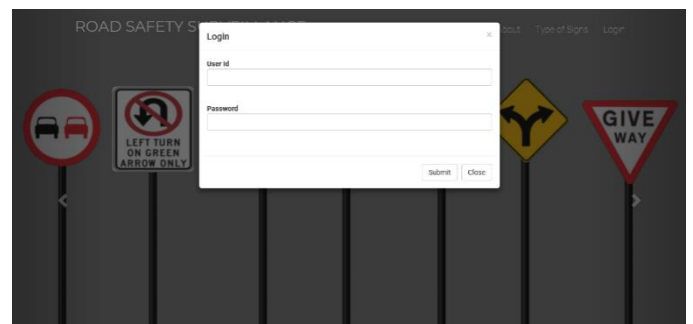 ROAD SAFETY S
Type of Signs
Login
Login
×
User Id
Password
Submit
Close
LEFT TURN
ON GREEN
ARROW ONLY
GIVE
WAY